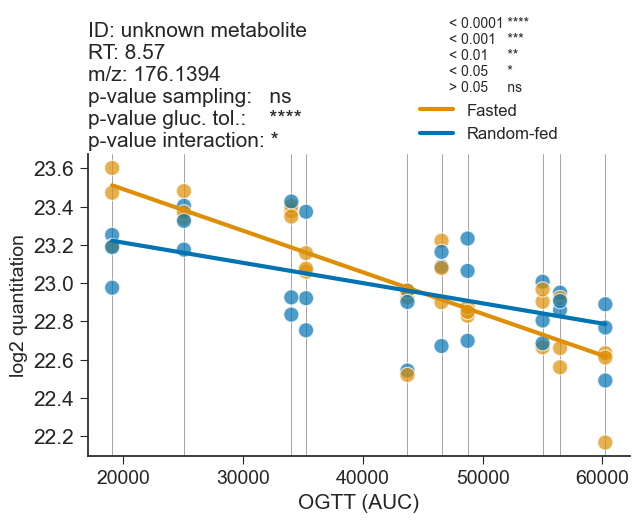 ID: unknown metabolite
RT: 8.57
m/z: 176.1394
p-value sampling: ns
p-value gluc. tol.: ****
p-value interaction: *
< 0.0001 ****
< 0.001 ***
< 0.01 **
< 0.05 *
> 0.05 ns
Fasted
Random-fed
23.6
23.4
23.2
23.0
22.8
22.6
22.4
22.2
log2 quantitation
20000 30000 40000 50000 60000
OGTT (AUC)